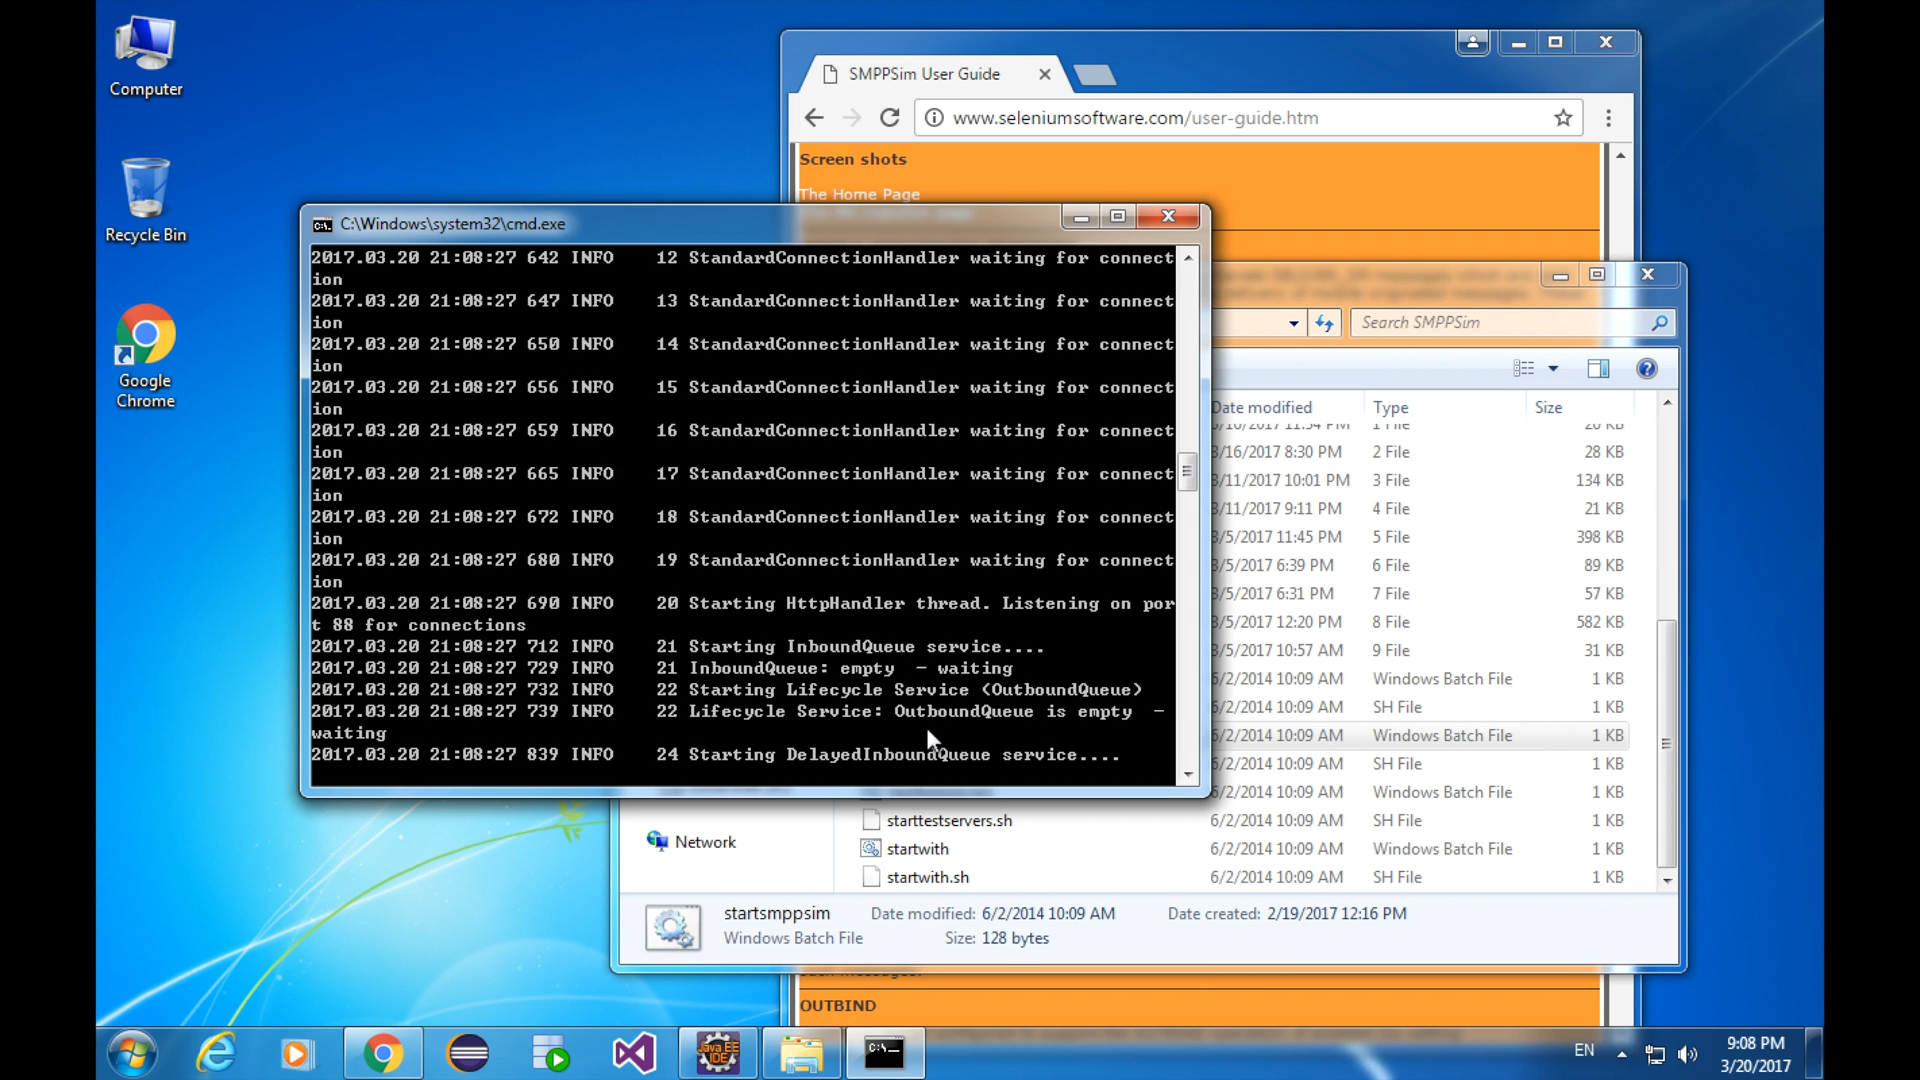 Computer
Recycle Bin
Google
Chrome
SMPPSim User Guide
www.seleniumsoftware.com/user-guide.htm
Screen shots
The Home Page
C:\Windows\system32\cmd.exe
2017.03.20 21:08:27 642 INFO 12 StandardConnectionHandler waiting for connect
ion
2017.03.20 21:08:27 647 INFO 13 StandardConnectionHandler waiting for connect
ion
2017.03.20 21:08:27 650 INFO 14 StandardConnectionHandler waiting for connect
ion
2017.03.20 21:08:27 656 INFO 15 StandardConnectionHandler waiting for connect
ion
2017.03.20 21:08:27 659 INFO 16 StandardConnectionHandler waiting for connect
ion
2017.03.20 21:08:27 665 INFO 17 StandardConnectionHandler waiting for connect
ion
2017.03.20 21:08:27 672 INFO 18 StandardConnectionHandler waiting for connect
ion
2017.03.20 21:08:27 680 INFO 19 StandardConnectionHandler waiting for connect
ion
2017.03.20 21:08:27 690 INFO 20 Starting HttpHandler thread. Listening on por
t 88 for connections
2017.03.20 21:08:27 712 INFO 21 Starting InboundQueue service....
2017.03.20 21:08:27 729 INFO 21 InboundQueue: empty - waiting
2017.03.20 21:08:27 732 INFO 22 Starting Lifecycle Service (OutboundQueue)
2017.03.20 21:08:27 739 INFO 22 Lifecycle Service: OutboundQueue is empty -
waiting
2017.03.20 21:08:27 839 INFO 24 Starting DelayedInboundQueue service....
Search SMPPSim
Date modified Type Size
3/16/2017 8:30 PM 2 File 28 KB
3/11/2017 10:01 PM 3 File 134 KB
3/11/2017 9:11 PM 4 File 21 KB
3/5/2017 11:45 PM 5 File 398 KB
3/5/2017 6:39 PM 6 File 89 KB
3/5/2017 6:31 PM 7 File 57 KB
3/5/2017 12:20 PM 8 File 582 KB
3/5/2017 10:57 AM 9 File 31 KB
6/2/2014 10:09 AM Windows Batch File 1 KB
6/2/2014 10:09 AM SH File 1 KB
6/2/2014 10:09 AM Windows Batch File 1 KB
6/2/2014 10:09 AM SH File 1 KB
6/2/2014 10:09 AM Windows Batch File 1 KB
starttestservers.sh 6/2/2014 10:09 AM SH File 1 KB
startwith 6/2/2014 10:09 AM Windows Batch File 1 KB
startwith.sh 6/2/2014 10:09 AM SH File 1 KB
Network
startsmppsim Date modified: 6/2/2014 10:09 AM Date created: 2/19/2017 12:16 PM
Windows Batch File Size: 128 bytes
OUTBIND
Java EE
IDE
C:\
EN
9:08 PM
3/20/2017